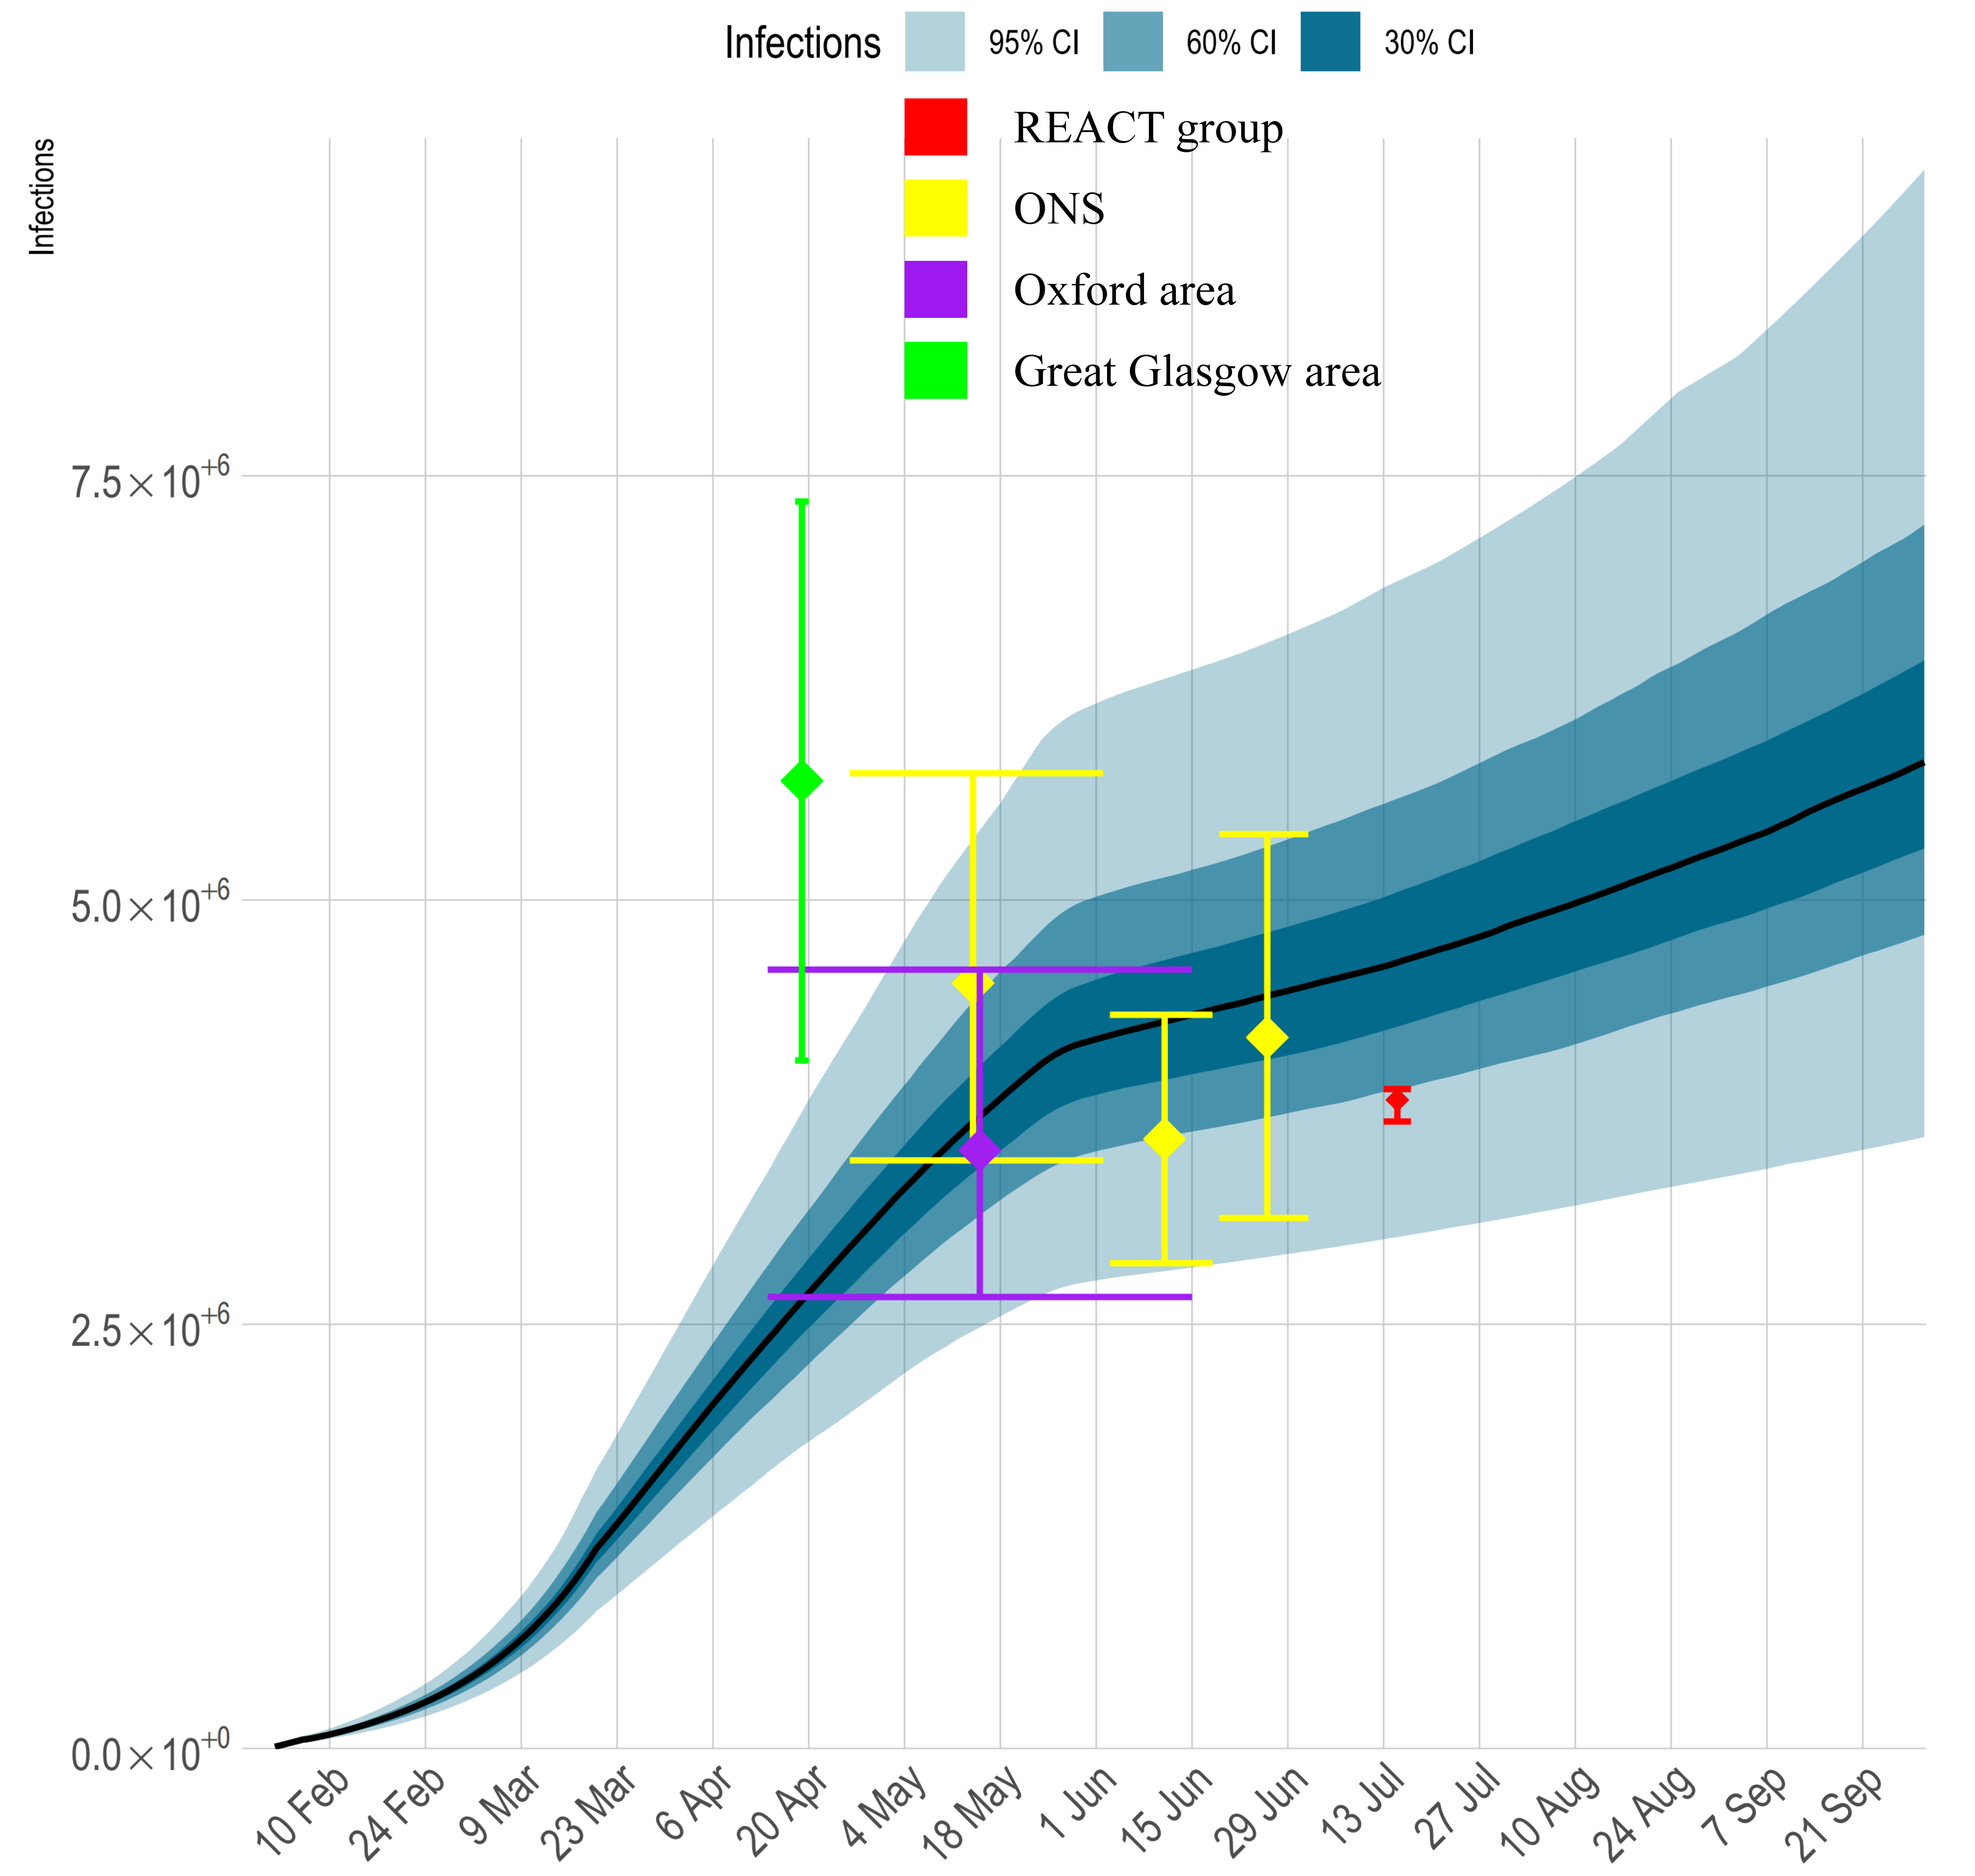 Infections 95% CI 60% CI 30% CI
REACT group
ONS
Oxford area
Great Glasgow area
Infections
7.5×10+6
5.0×10+6
2.5×10+6
0.0×10+0
10 Feb
24 Feb
9 Mar
23 Mar
6 Apr
20 Apr
4 May
18 May
1 Jun
15 Jun
29 Jun
13 Jul
27 Jul
10 Aug
24 Aug
7 Sep
21 Sep